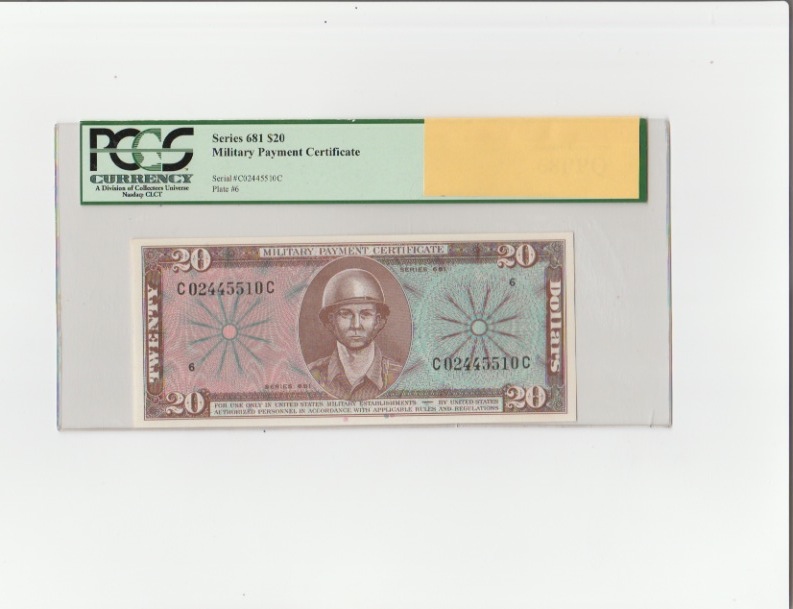 PCGS
CURRENCY
A Division of Collectors Universe
Nasdaq CLCT
Series 681 $20
Military Payment Certificate
Serial #C02445510C
Plate #6
20
MILITARY PAYMENT CERTIFICATE
20
SERIES 681
C02445510C
6
TWENTY
DOLLARS
6
C02445510C
SERIES 681
20
FOR USE ONLY IN UNITED STATES MILITARY ESTABLISHMENTS — BY UNITED STATES
AUTHORIZED PERSONNEL IN ACCORDANCE WITH APPLICABLE RULES AND REGULATIONS
20